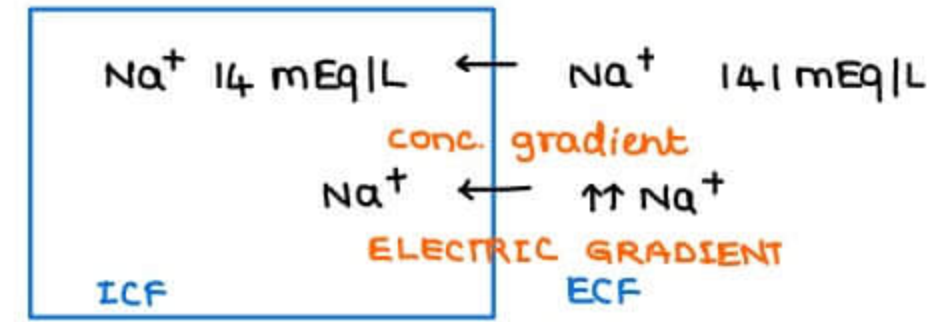 Na⁺ 14 mEq/L ← Na⁺ 141 mEq/L
conc. gradient
Na⁺ ← ↑↑ Na⁺
ELECTRIC GRADIENT
ICF ECF